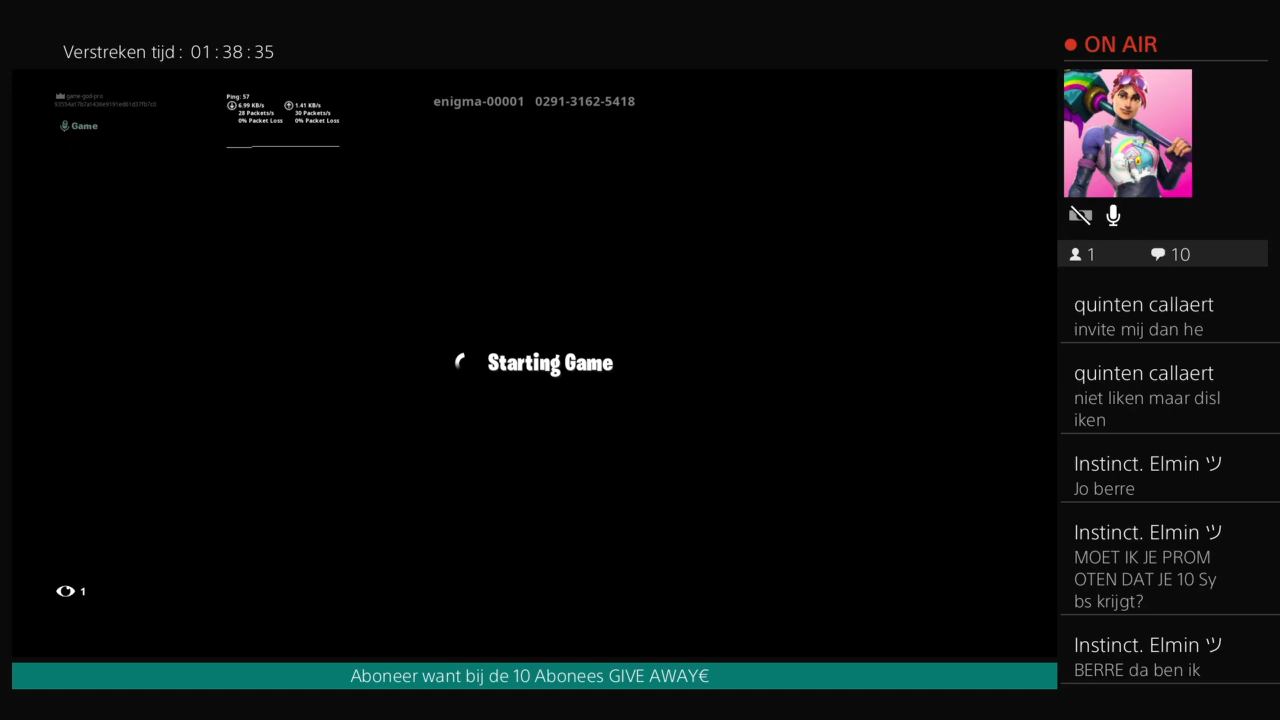 Verstreken tijd : 01 : 38 : 35
ON AIR
game-god-pro
Game
Ping: 57
6.99 KB/s 1.41 KB/s
28 Packets/s 30 Packets/s
0% Packet Loss 0% Packet Loss
enigma-00001 0291-3162-5418
Starting Game
1
Aboneer want bij de 10 Abonees GIVE AWAY€
1 10
quinten callaert
invite mij dan he
quinten callaert
niet liken maar disl
iken
Instinct. Elmin ツ
Jo berre
Instinct. Elmin ツ
MOET IK JE PROM
OTEN DAT JE 10 Sy
bs krijgt?
Instinct. Elmin ツ
BERRE da ben ik